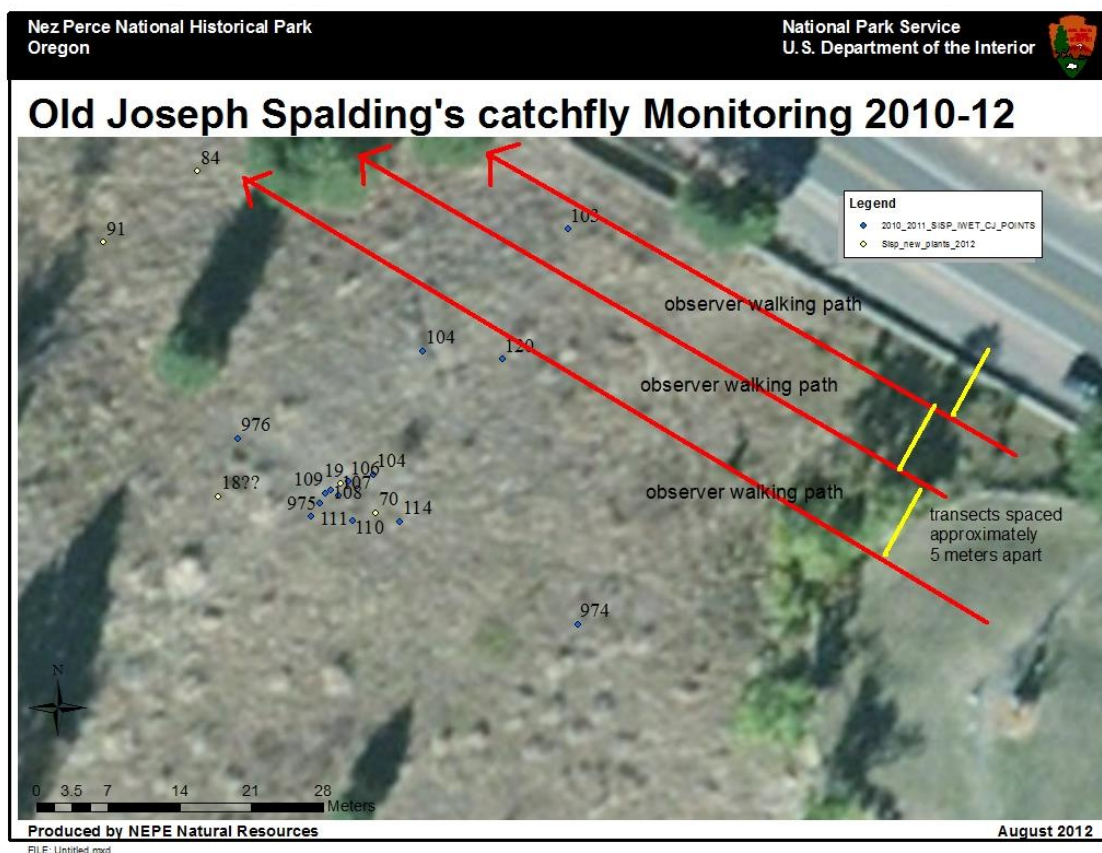 Nez Perce National Historical Park
Oregon
National Park Service
U.S. Department of the Interior
Old Joseph Spalding's catchfly Monitoring 2010-12
84
91
103
Legend
2010_2011_SISP_IWET_CJ_POINTS
Sisp_new_plants_2012
observer walking path
104
120
observer walking path
976
19 106 104
109
107
18??
108
observer walking path
975
70
111
110
114
transects spaced
approximately
5 meters apart
974
N
0 3.5 7 14 21 28
Meters
Produced by NEPE Natural Resources
August 2012
FILE: Untitled.mxd